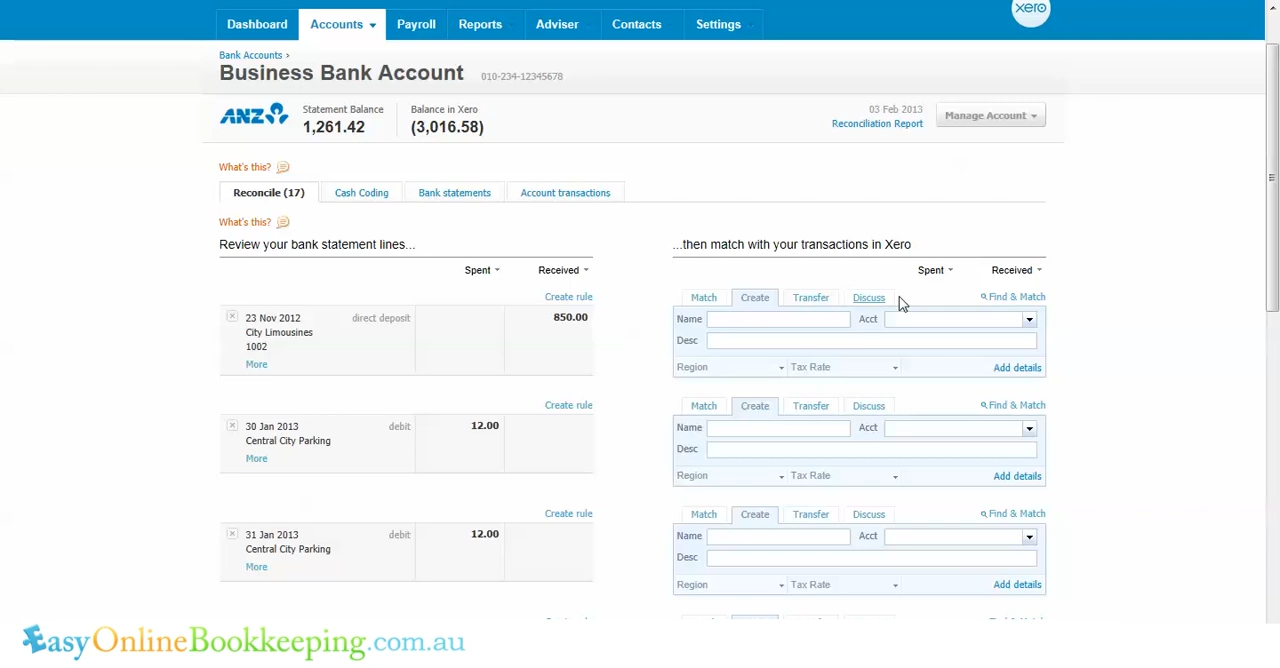 Dashboard Accounts Payroll Reports Adviser Contacts Settings xero
Bank Accounts ›
Business Bank Account 010-234-12345678
ANZ Statement Balance Balance in Xero 03 Feb 2013 Manage Account
1,261.42 (3,016.58) Reconciliation Report
What's this?
Reconcile (17) Cash Coding Bank statements Account transactions
What's this?
Review your bank statement lines... ...then match with your transactions in Xero
Spent Received Spent Received
Create rule Match Create Transfer Discuss Find & Match
23 Nov 2012 direct deposit 850.00 Name Acct
City Limousines
1002 Desc
More Region Tax Rate Add details
Create rule Match Create Transfer Discuss Find & Match
30 Jan 2013 debit 12.00 Name Acct
Central City Parking Desc
More Region Tax Rate Add details
Create rule Match Create Transfer Discuss Find & Match
31 Jan 2013 debit 12.00 Name Acct
Central City Parking Desc
More Region Tax Rate Add details
EasyOnlineBookkeeping.com.au